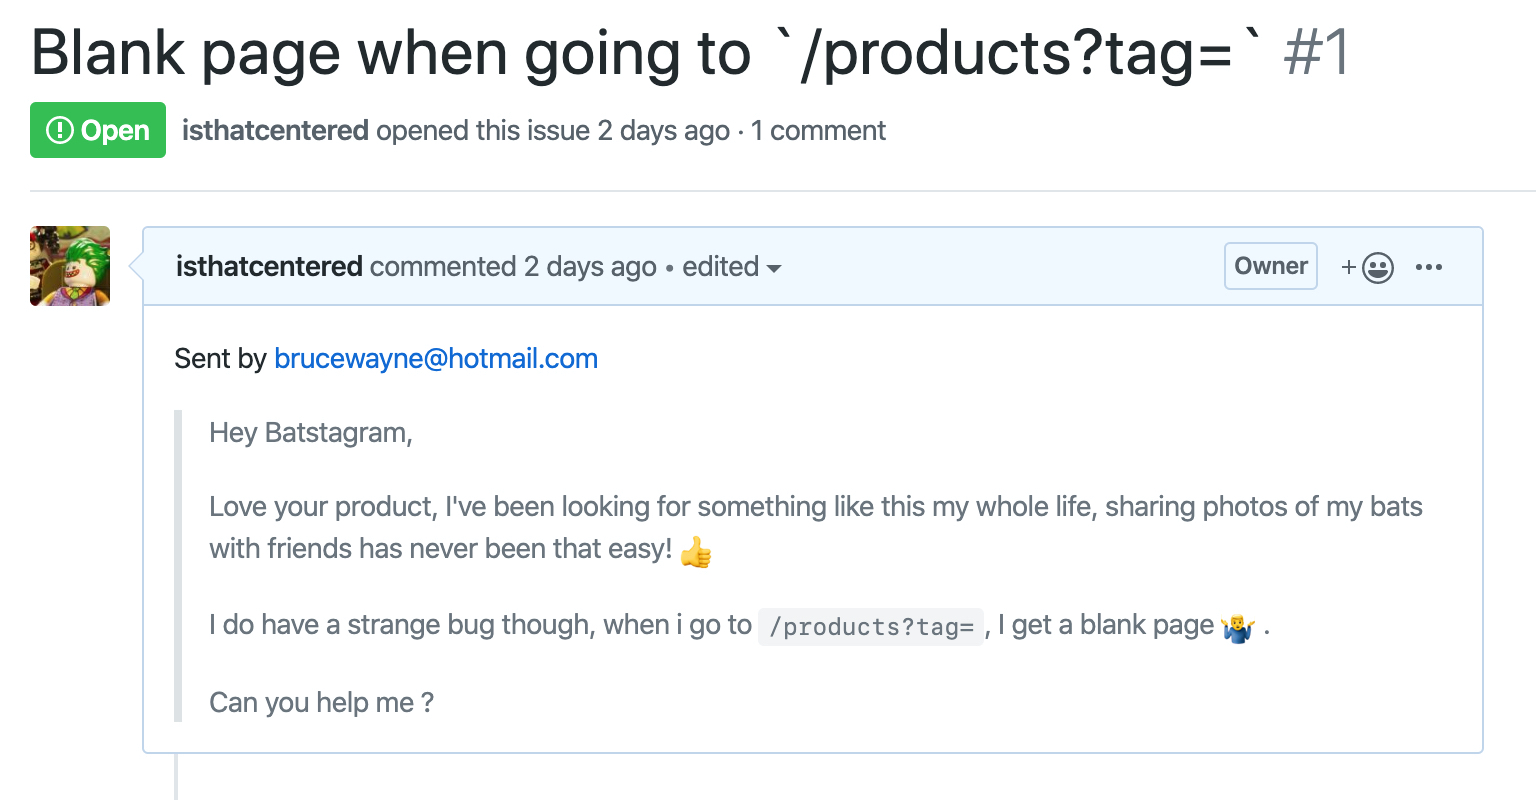 Blank page when going to `/products?tag=` #1
Open isthatcentered opened this issue 2 days ago · 1 comment
isthatcentered commented 2 days ago • edited
Owner
Sent by brucewayne@hotmail.com
Hey Batstagram,
Love your product, I've been looking for something like this my whole life, sharing photos of my bats
with friends has never been that easy! 👍
I do have a strange bug though, when i go to /products?tag= , I get a blank page 🤷‍♂️ .
Can you help me ?